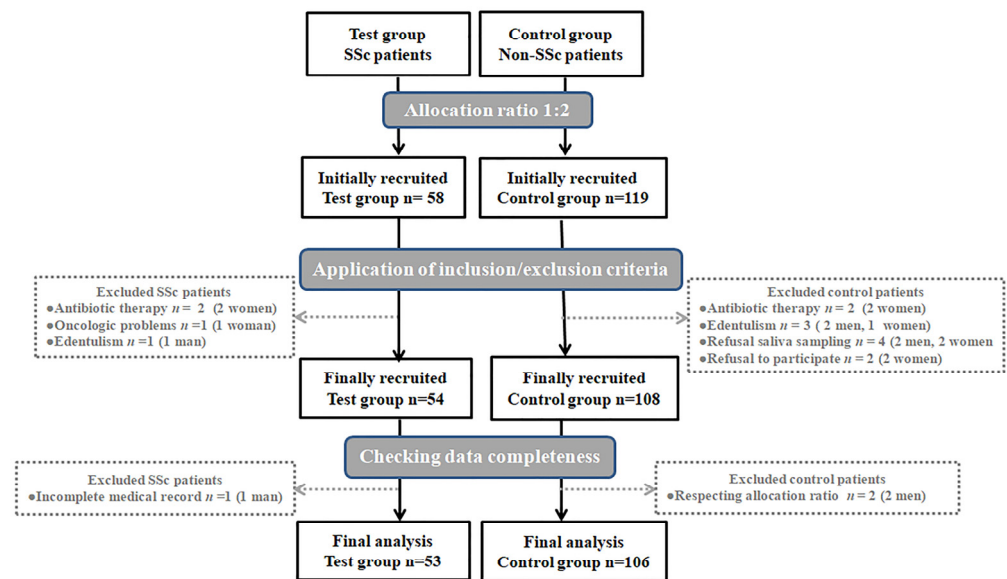 Test group
SSc patients
Control group
Non-SSc patients
Allocation ratio 1:2
Initially recruited
Test group n= 58
Initially recruited
Control group n=119
Application of inclusion/exclusion criteria
Excluded SSc patients
●Antibiotic therapy n = 2 (2 women)
●Oncologic problems n =1 (1 woman)
●Edentulism n =1 (1 man)
Excluded control patients
●Antibiotic therapy n = 2 (2 women)
●Edentulism n = 3 ( 2 men, 1 women)
●Refusal saliva sampling n = 4 (2 men, 2 women
●Refusal to participate n = 2 (2 women)
Finally recruited
Test group n=54
Finally recruited
Control group n=108
Checking data completeness
Excluded SSc patients
●Incomplete medical record n =1 (1 man)
Excluded control patients
●Respecting allocation ratio n = 2 (2 men)
Final analysis
Test group n=53
Final analysis
Control group n=106